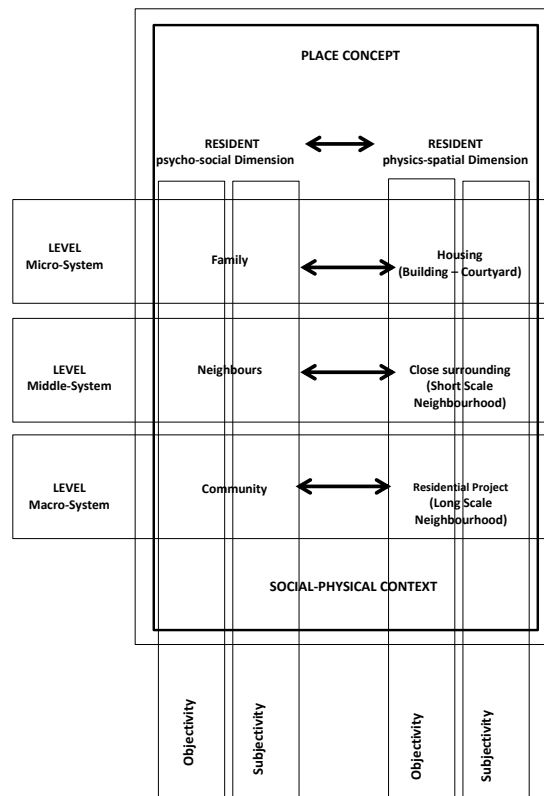 PLACE CONCEPT
RESIDENT
psycho-social Dimension
RESIDENT
physics-spatial Dimension
LEVEL
Micro-System
Family
Housing
(Building – Courtyard)
LEVEL
Middle-System
Neighbours
Close surrounding
(Short Scale
Neighbourhood)
LEVEL
Macro-System
Community
Residential Project
(Long Scale
Neighbourhood)
SOCIAL-PHYSICAL CONTEXT
Objectivity
Subjectivity
Objectivity
Subjectivity